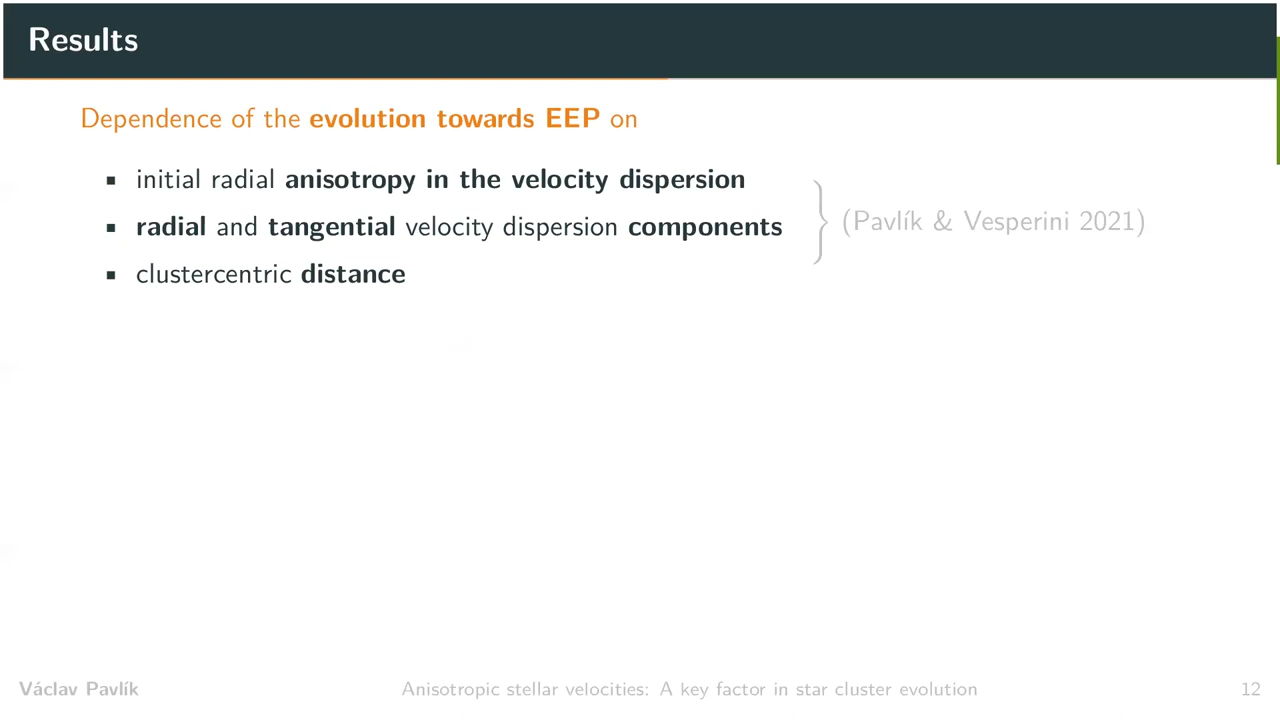 Results
Dependence of the evolution towards EEP on
▪ initial radial anisotropy in the velocity dispersion
▪ radial and tangential velocity dispersion components
▪ clustercentric distance
(Pavlík & Vesperini 2021)
Václav Pavlík
Anisotropic stellar velocities: A key factor in star cluster evolution
12